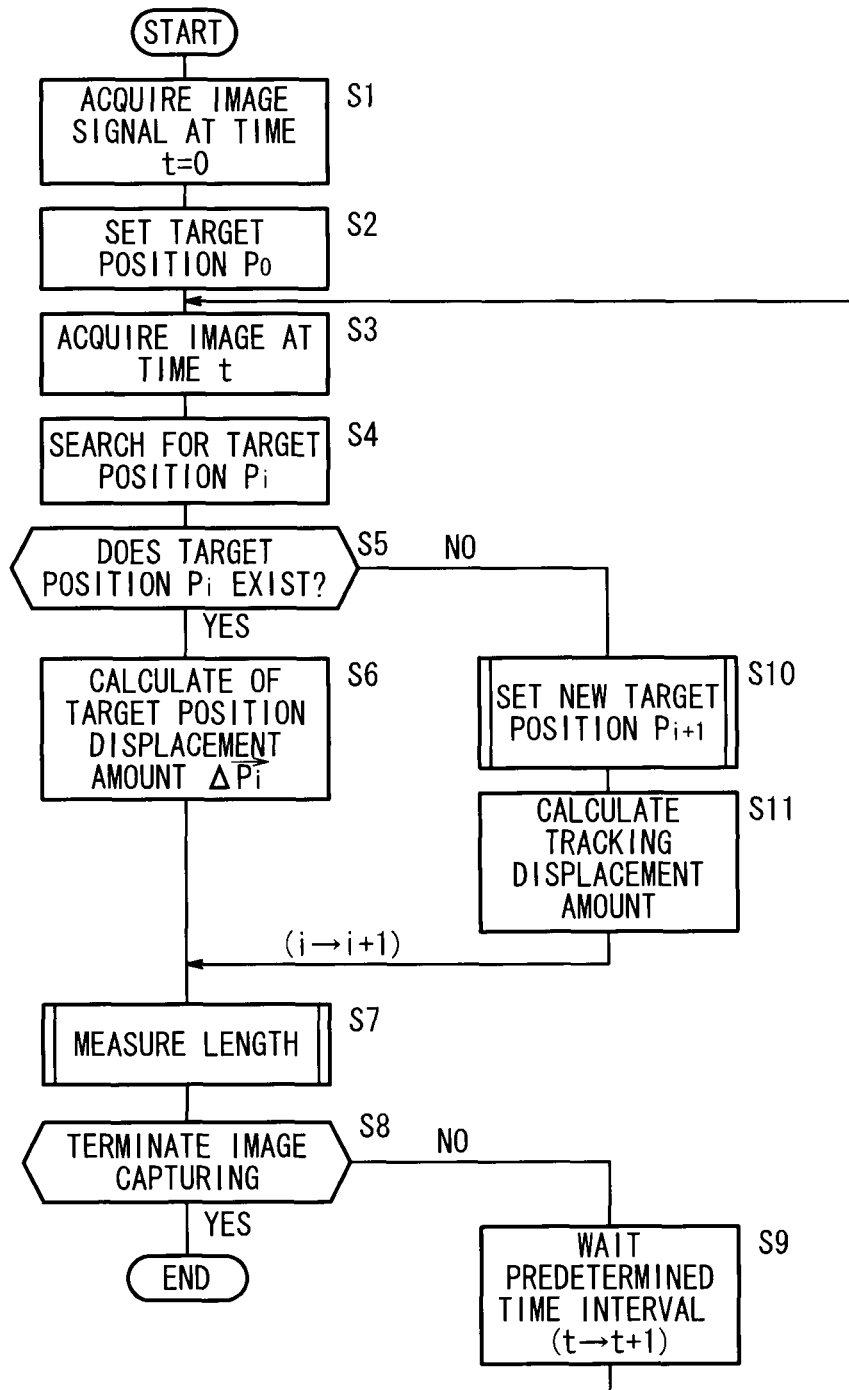 START
ACQUIRE IMAGE
SIGNAL AT TIME
t=0
S1
SET TARGET
POSITION P0
S2
ACQUIRE IMAGE AT
TIME t
S3
SEARCH FOR TARGET
POSITION Pi
S4
DOES TARGET
POSITION Pi EXIST?
S5
NO
YES
CALCULATE OF
TARGET POSITION
DISPLACEMENT
AMOUNT ΔPi
S6
SET NEW TARGET
POSITION Pi+1
S10
CALCULATE
TRACKING
DISPLACEMENT
AMOUNT
S11
(i→i+1)
MEASURE LENGTH
S7
TERMINATE IMAGE
CAPTURING
S8
NO
YES
END
WAIT
PREDETERMINED
TIME INTERVAL
(t→t+1)
S9